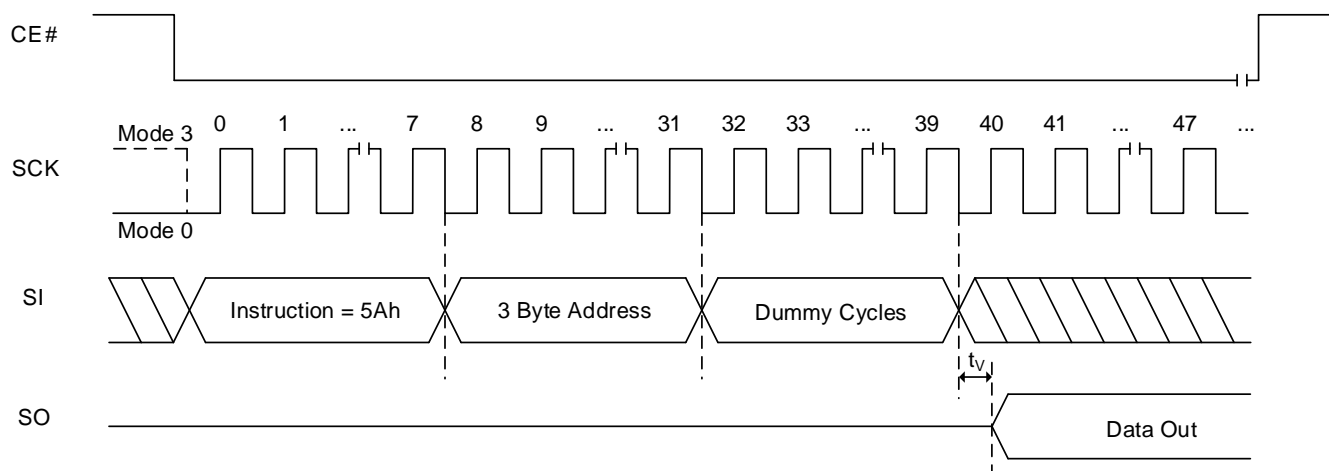 CE#
0 1 ... 7 8 9 ... 31 32 33 ... 39 40 41 ... 47 ...
Mode 3
SCK
Mode 0
SI
Instruction = 5Ah
3 Byte Address
Dummy Cycles
tV
SO
Data Out